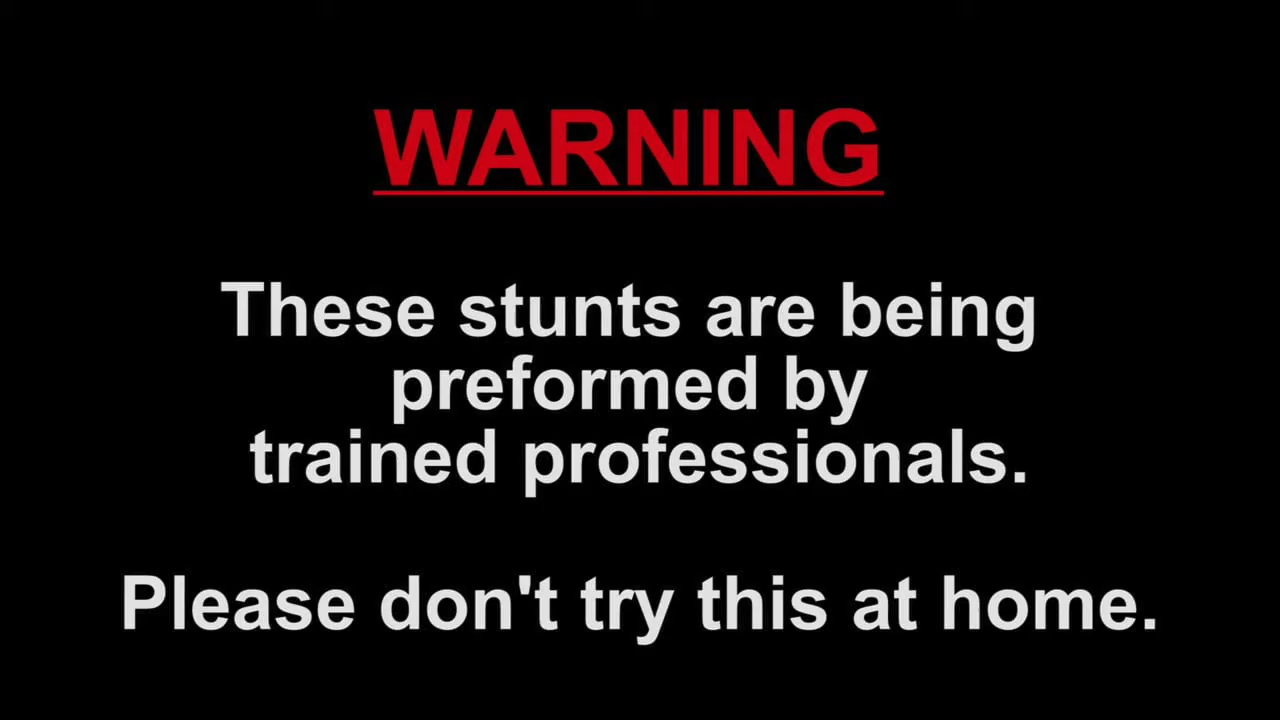 WARNING
These stunts are being
preformed by
trained professionals.
Please don't try this at home.